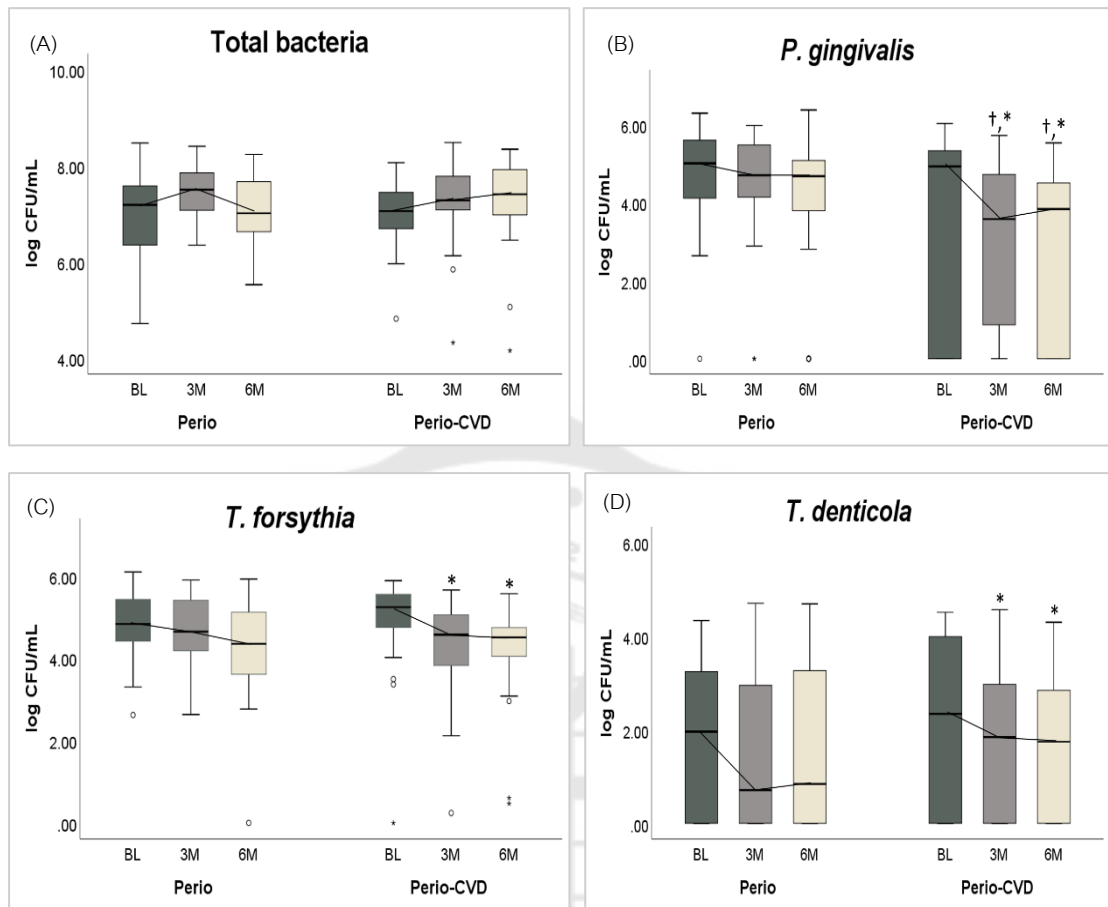 (A)
Total bacteria
10.00
8.00
6.00
4.00
log CFU/mL
BL 3M 6M BL 3M 6M
Perio Perio-CVD
(B)
P. gingivalis
6.00
4.00
2.00
.00
log CFU/mL
†,* †,*
BL 3M 6M BL 3M 6M
Perio Perio-CVD
(C)
T. forsythia
6.00
4.00
2.00
.00
log CFU/mL
* *
BL 3M 6M BL 3M 6M
Perio Perio-CVD
(D)
T. denticola
6.00
4.00
2.00
.00
log CFU/mL
* *
BL 3M 6M BL 3M 6M
Perio Perio-CVD